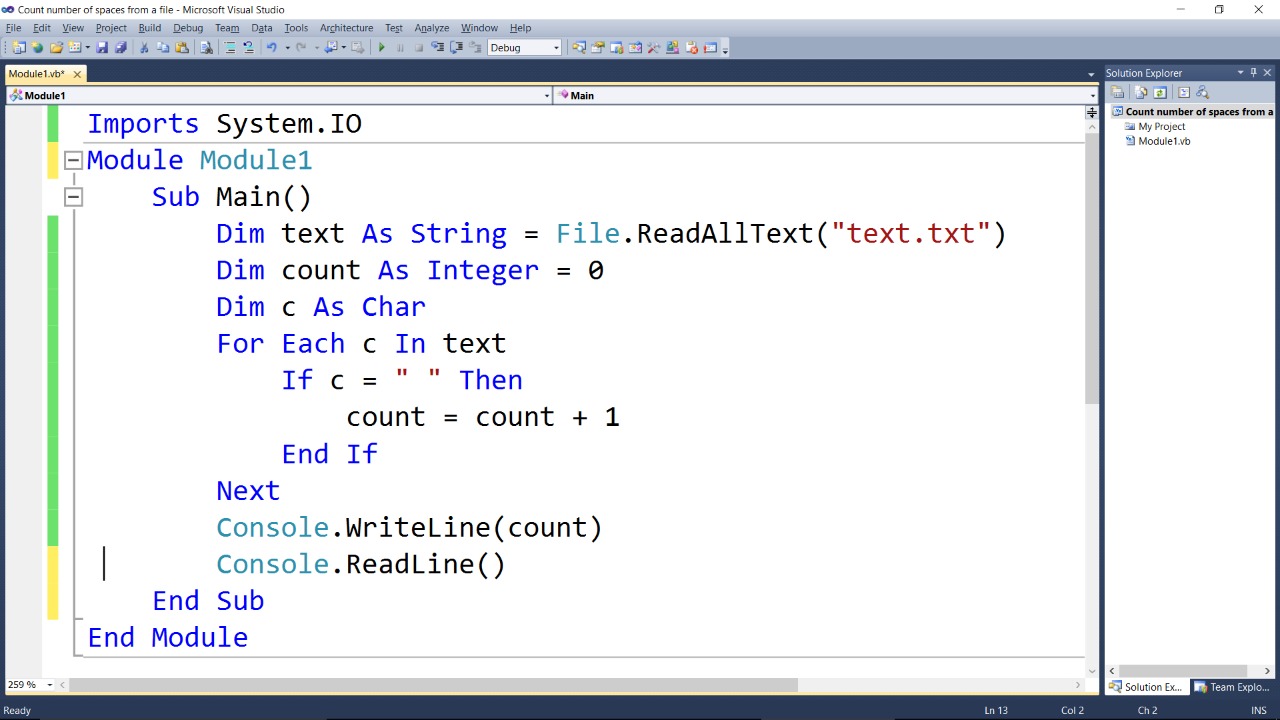 Count number of spaces from a file - Microsoft Visual Studio
File Edit View Project Build Debug Team Data Tools Architecture Test Analyze Window Help
Debug
Module1.vb*
Solution Explorer
Module1
Main
Count number of spaces from a
My Project
Module1.vb
Imports System.IO
Module Module1
Sub Main()
Dim text As String = File.ReadAllText("text.txt")
Dim count As Integer = 0
Dim c As Char
For Each c In text
If c = " " Then
count = count + 1
End If
Next
Console.WriteLine(count)
Console.ReadLine()
End Sub
End Module
259 %
Solution Ex...
Team Explo...
Ready
Ln 13
Col 2
Ch 2
INS